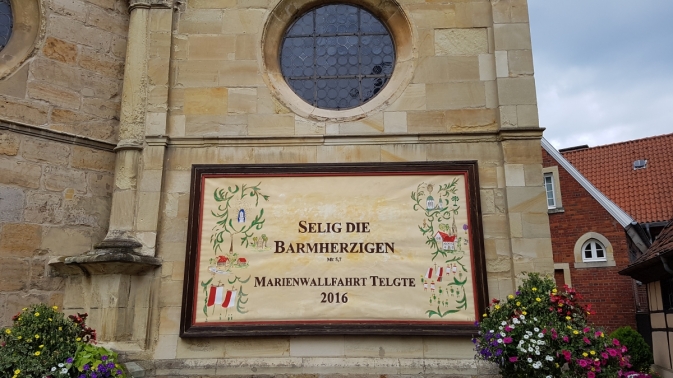 SELIG DIE
BARMHERZIGEN
Mt 5,7
MARIENWALLFAHRT TELGTE
2016